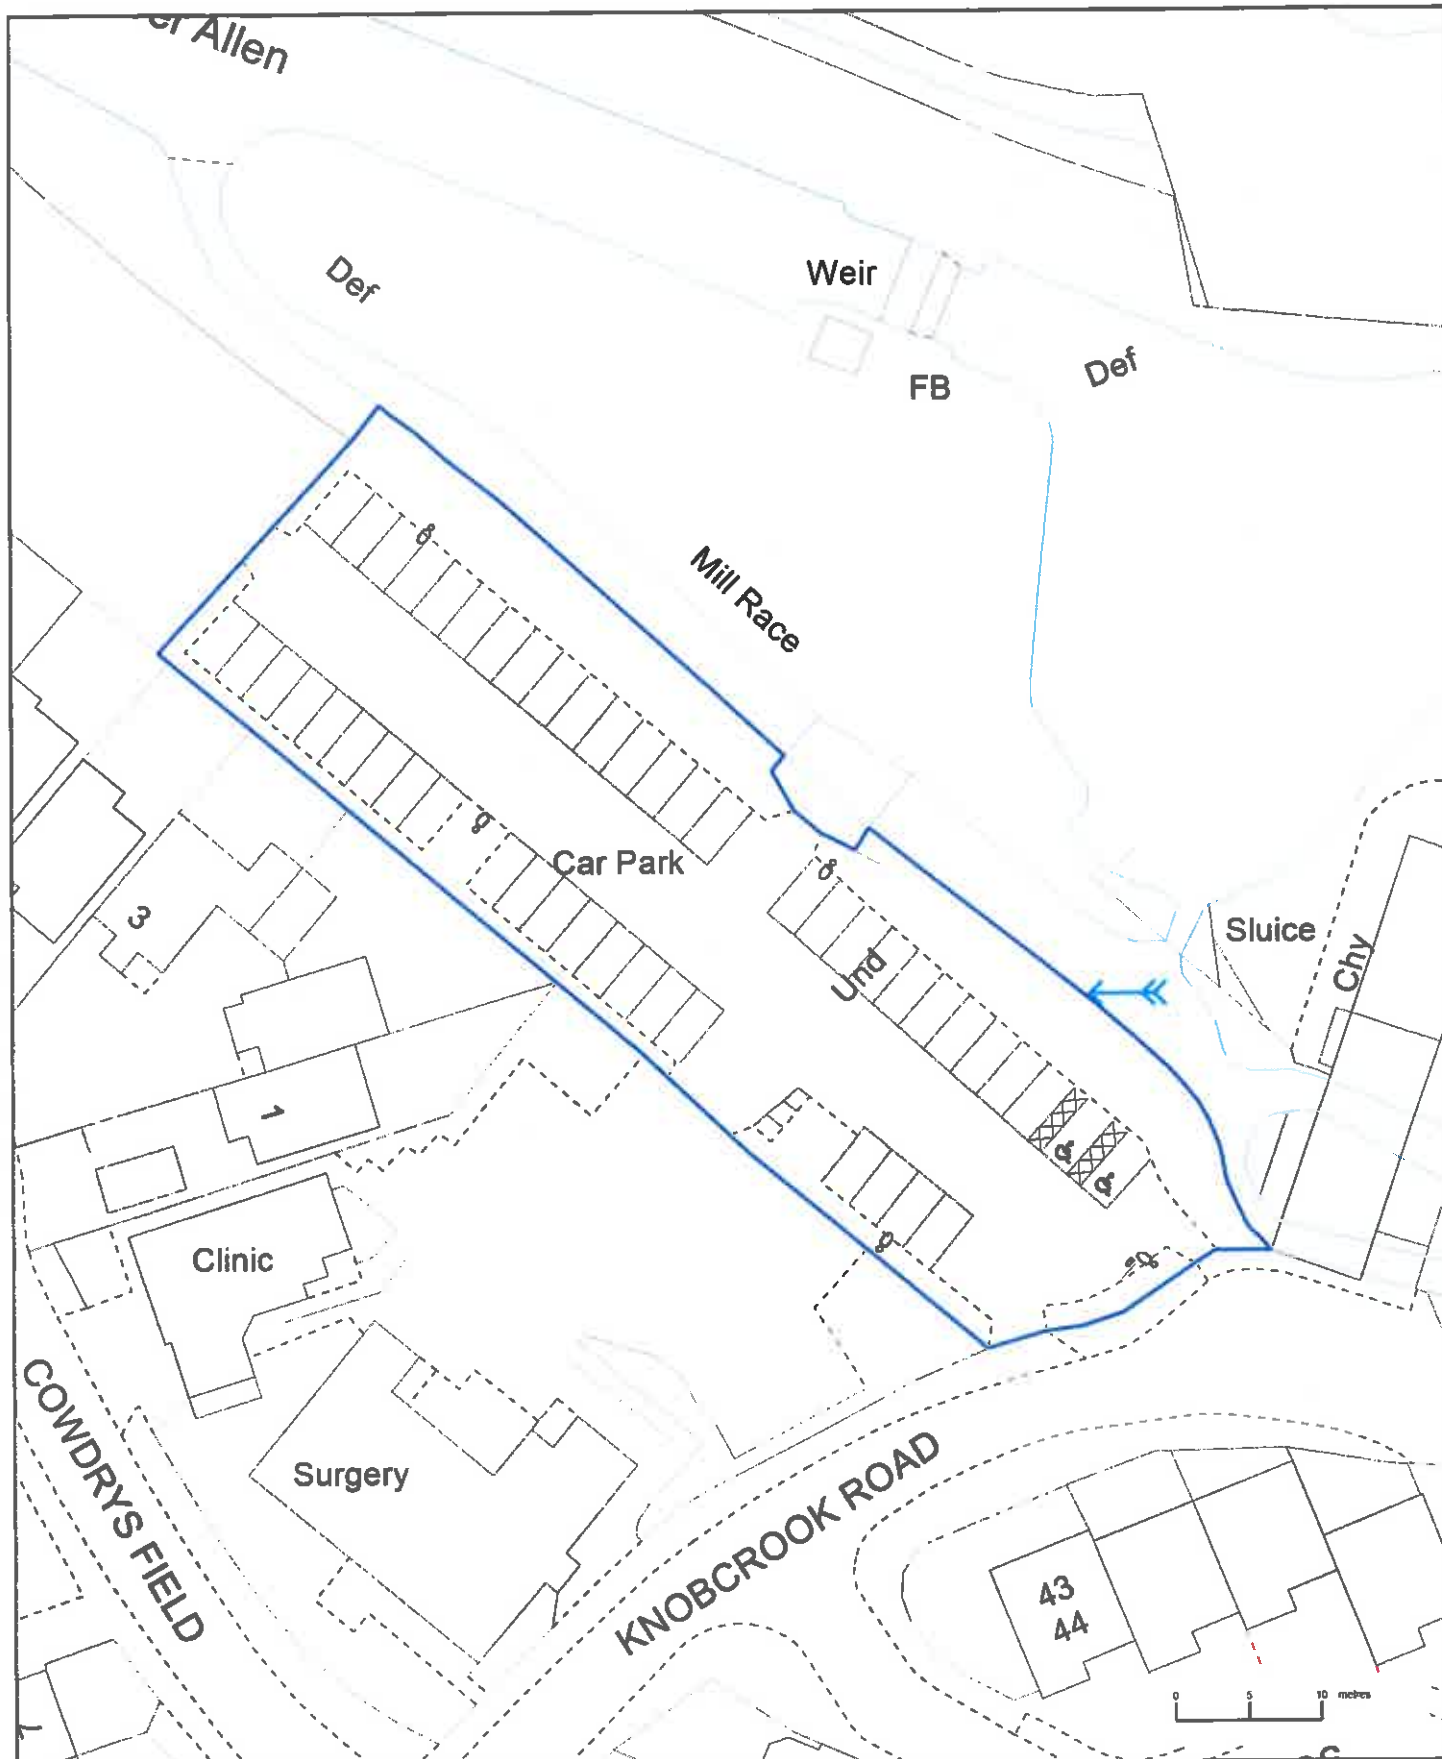 Allen
Weir
Def
Def
FB
Mill Race
Car Park
3
Sluice
Chy
Und
1
Clinic
COWDRYS FIELD
Surgery
KNOBCROOK ROAD
43
44
0 5 10 metres